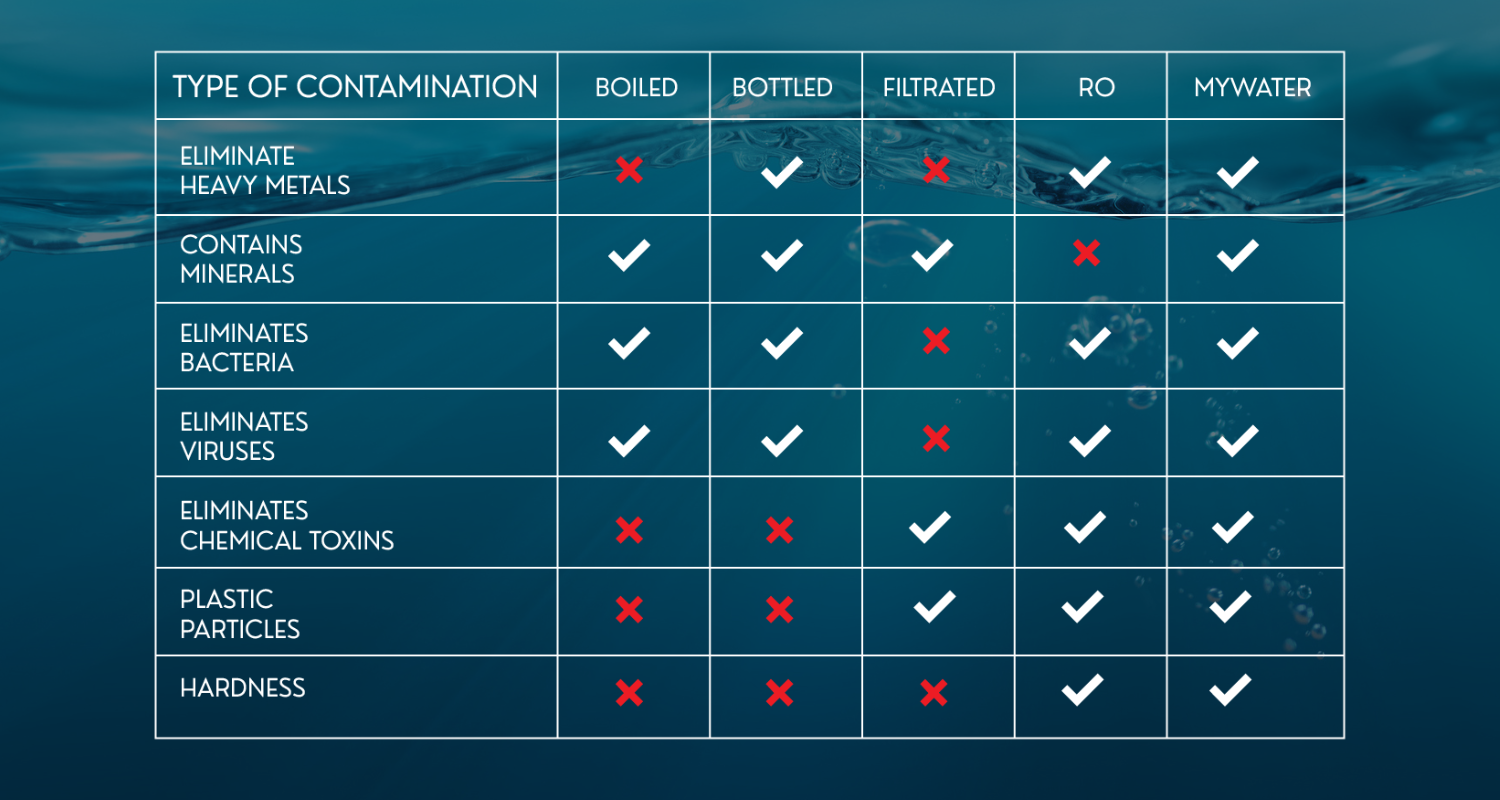 TYPE OF CONTAMINATION BOILED BOTTLED FILTRATED RO MYWATER
ELIMINATE
HEAVY METALS
CONTAINS
MINERALS
ELIMINATES
BACTERIA
ELIMINATES
VIRUSES
ELIMINATES
CHEMICAL TOXINS
PLASTIC
PARTICLES
HARDNESS